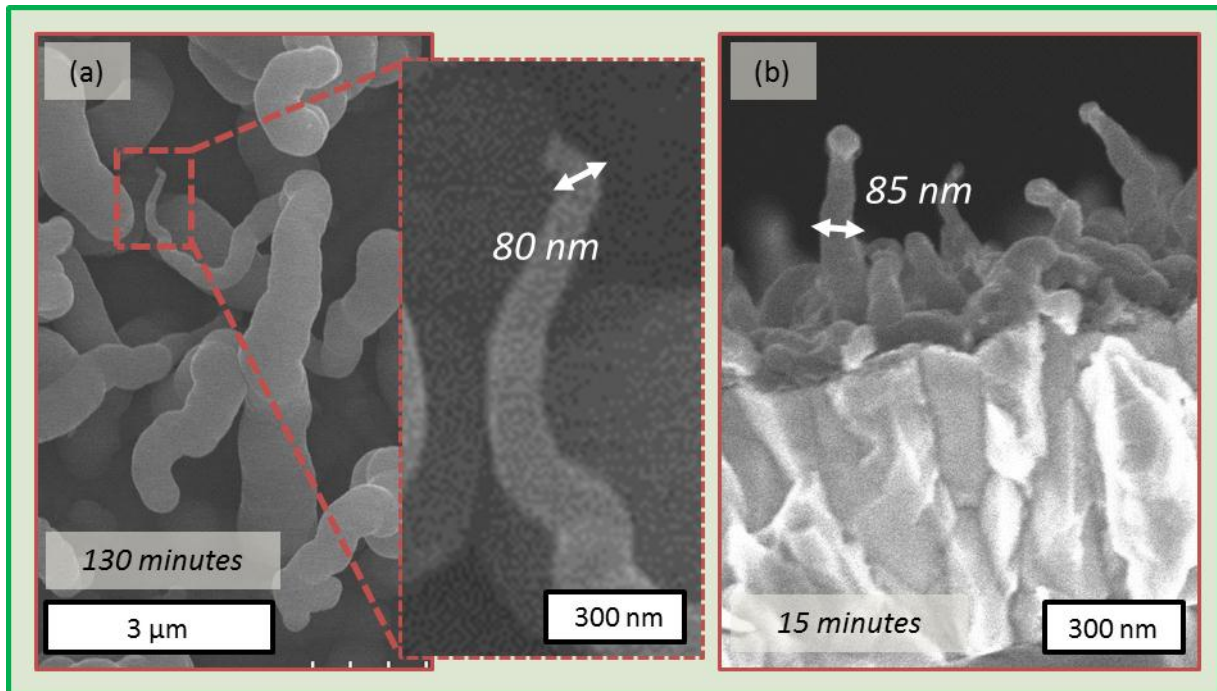 (a)
80 nm
130 minutes
3 μm
300 nm
(b)
85 nm
15 minutes
300 nm